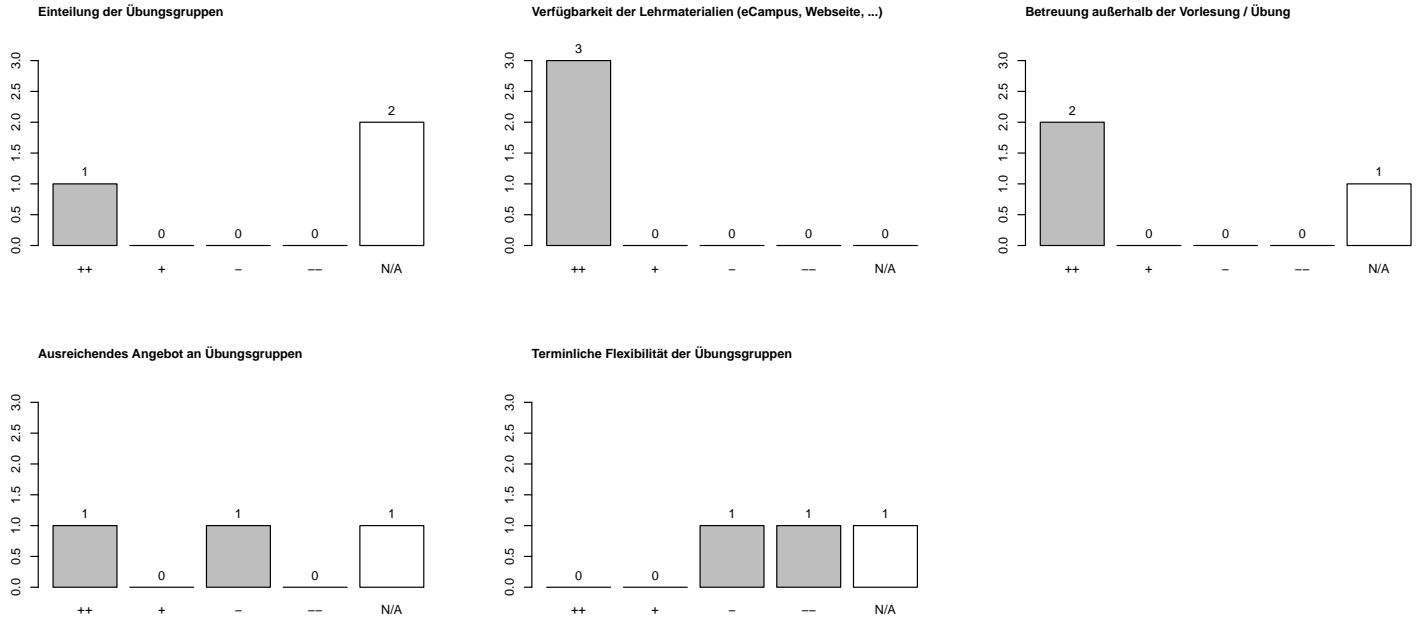 Einteilung der Übungsgruppen
0.0 0.5 1.0 1.5 2.0 2.5 3.0
1 0 0 0 2
++ + − −− N/A
Verfügbarkeit der Lehrmaterialien (eCampus, Webseite, ...)
0.0 0.5 1.0 1.5 2.0 2.5 3.0
3 0 0 0 0
++ + − −− N/A
Betreuung außerhalb der Vorlesung / Übung
0.0 0.5 1.0 1.5 2.0 2.5 3.0
2 0 0 0 1
++ + − −− N/A
Ausreichendes Angebot an Übungsgruppen
0.0 0.5 1.0 1.5 2.0 2.5 3.0
1 0 1 0 1
++ + − −− N/A
Terminliche Flexibilität der Übungsgruppen
0.0 0.5 1.0 1.5 2.0 2.5 3.0
0 0 1 1 1
++ + − −− N/A